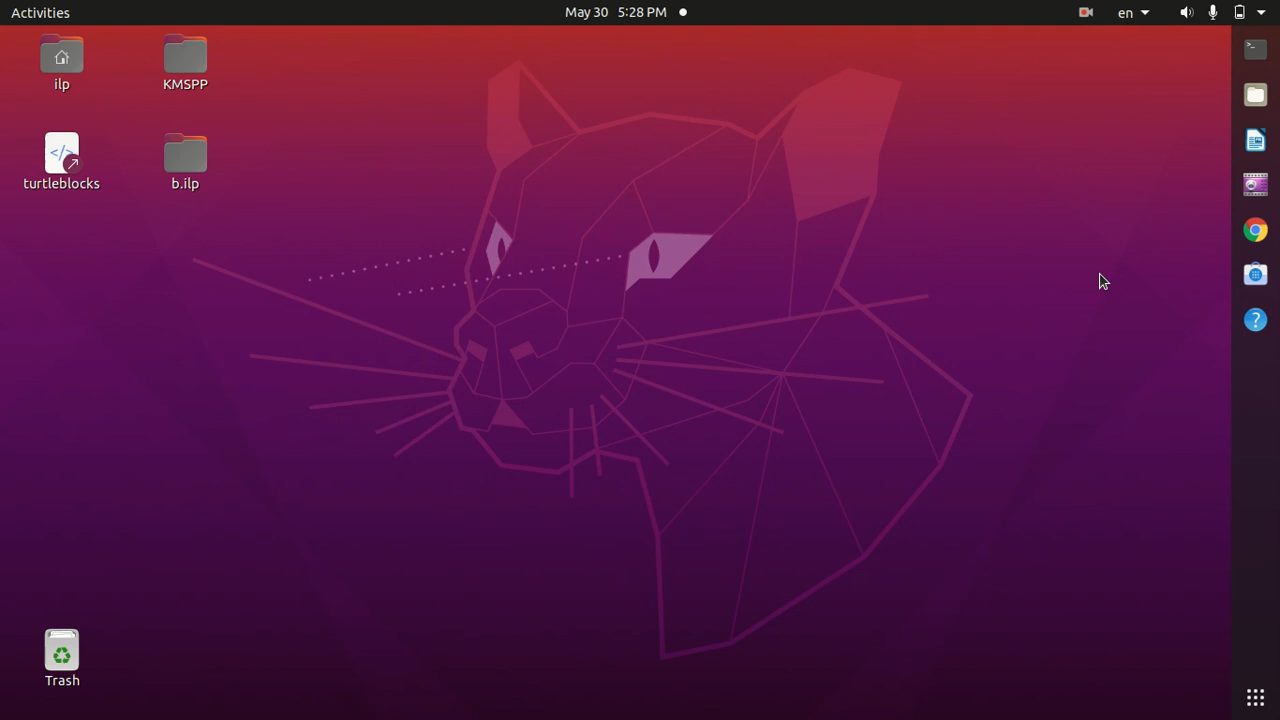 Activities
May 30 5:28 PM
en
ilp
KMSPP
turtleblocks
b.ilp
Trash